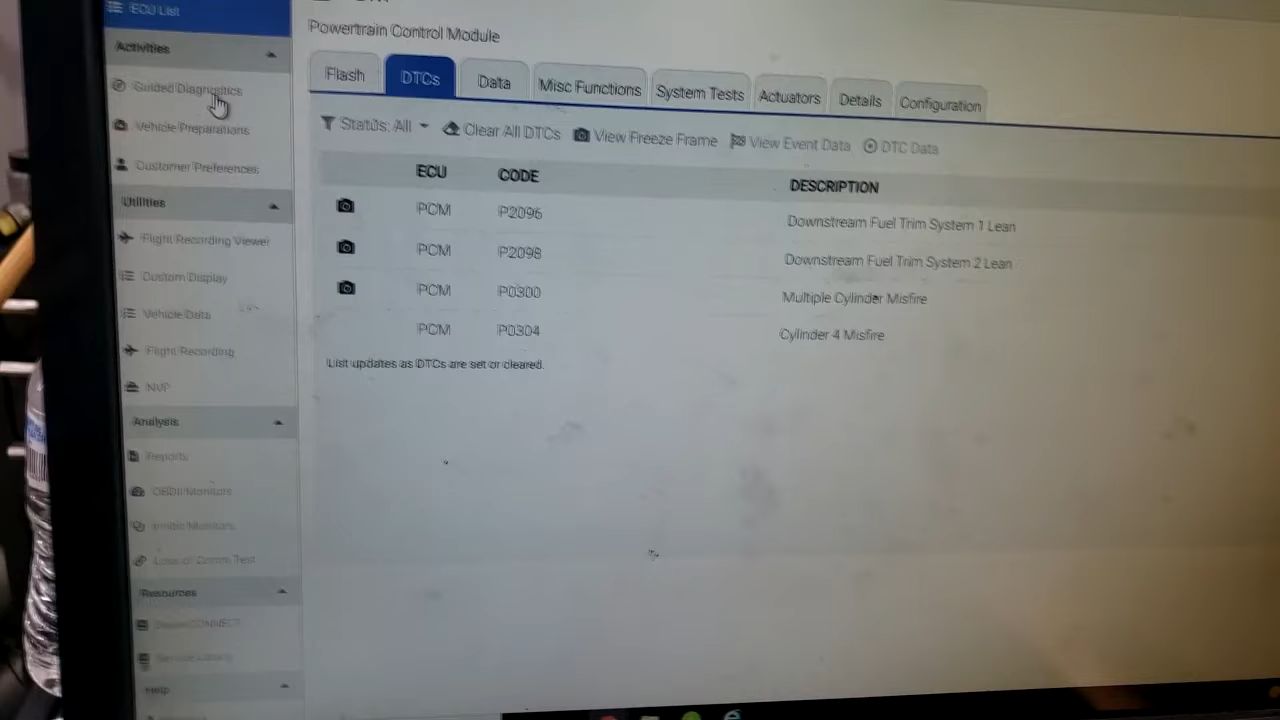 ECU List
Powertrain Control Module
Activities
Flash
DTCs
Data
Misc Functions
System Tests
Actuators
Details
Configuration
Guided Diagnostics
Status: All
Clear All DTCs
View Freeze Frame
View Event Data
DTC Data
Vehicle Preparations
Customer Preferences
ECU CODE DESCRIPTION
PCM P2096 Downstream Fuel Trim System 1 Lean
PCM P2098 Downstream Fuel Trim System 2 Lean
PCM P0300 Multiple Cylinder Misfire
PCM P0304 Cylinder 4 Misfire
List updates as DTCs are set or cleared.
Utilities
Flight Recording Viewer
Custom Display
Vehicle Data
Flight Recording
Analysis
Reports
OBDII Monitors
Loss of Comm Test
Resources
DealerCONNECT
Service Library
Help